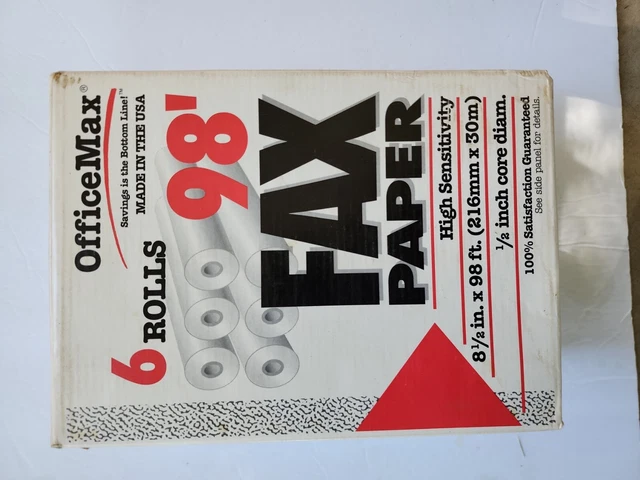 OfficeMax®
Savings is the Bottom Line!™
MADE IN THE USA
6 ROLLS 98'
FAX
PAPER
High Sensitivity
8½ in. x 98 ft. (216mm x 30m)
½ inch core diam.
100% Satisfaction Guaranteed
See side panel for details.